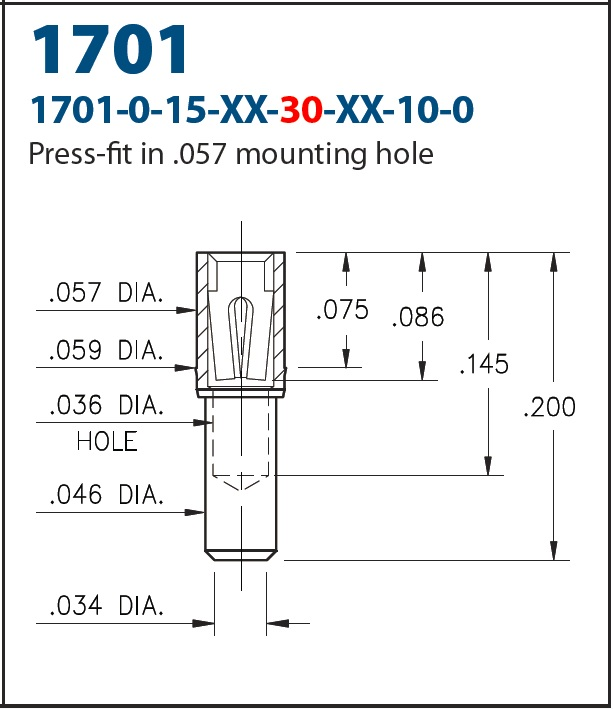 1701
1701-0-15-XX-30-XX-10-0
Press-fit in .057 mounting hole
.057 DIA.
.059 DIA.
.036 DIA.
HOLE
.046 DIA.
.034 DIA.
.075
.086
.145
.200